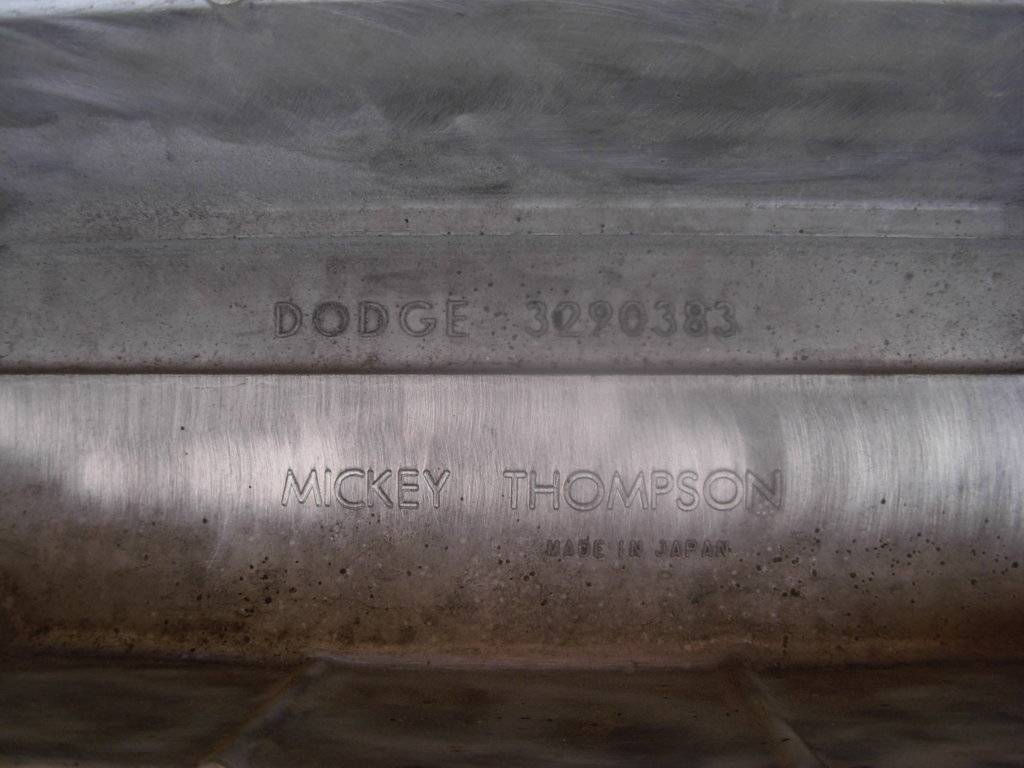 DODGE 3290383
MICKEY THOMPSON
MADE IN JAPAN